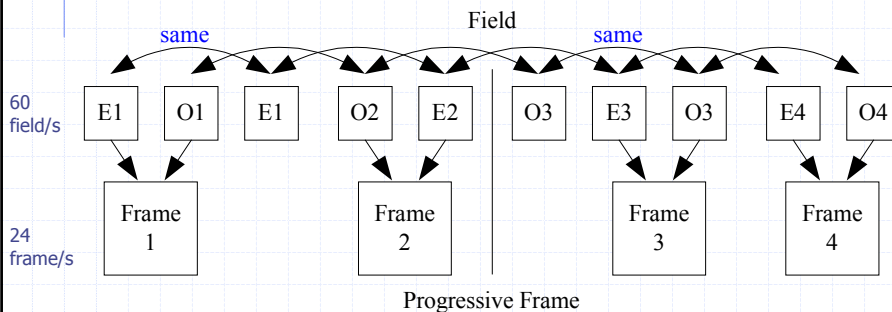 Field
same
same
60
field/s
E1 O1 E1 O2 E2 O3 E3 O3 E4 O4
Frame
1
Frame
2
Frame
3
Frame
4
24
frame/s
Progressive Frame